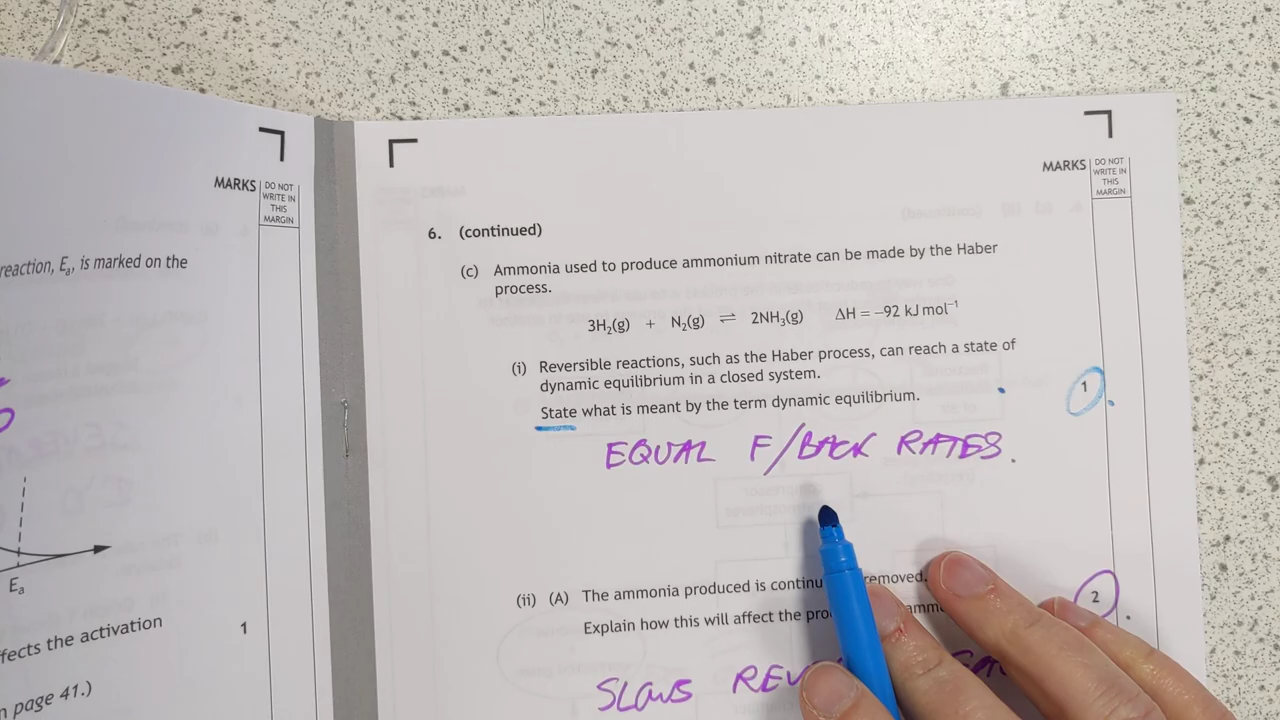 MARKS
DO NOT
WRITE IN
THIS
MARGIN
reaction, Eₐ, is marked on the
Eₐ
fects the activation
1
page 41.)
MARKS
DO NOT
WRITE IN
THIS
MARGIN
6. (continued)
(c) Ammonia used to produce ammonium nitrate can be made by the Haber
process.
3H₂(g) + N₂(g) ⇌ 2NH₃(g) ΔH = −92 kJ mol⁻¹
(i) Reversible reactions, such as the Haber process, can reach a state of
dynamic equilibrium in a closed system.
State what is meant by the term dynamic equilibrium.
1
EQUAL F/BACK RATES.
(ii) (A) The ammonia produced is continu removed.
2
Explain how this will affect the pro amm
SLOWS REV